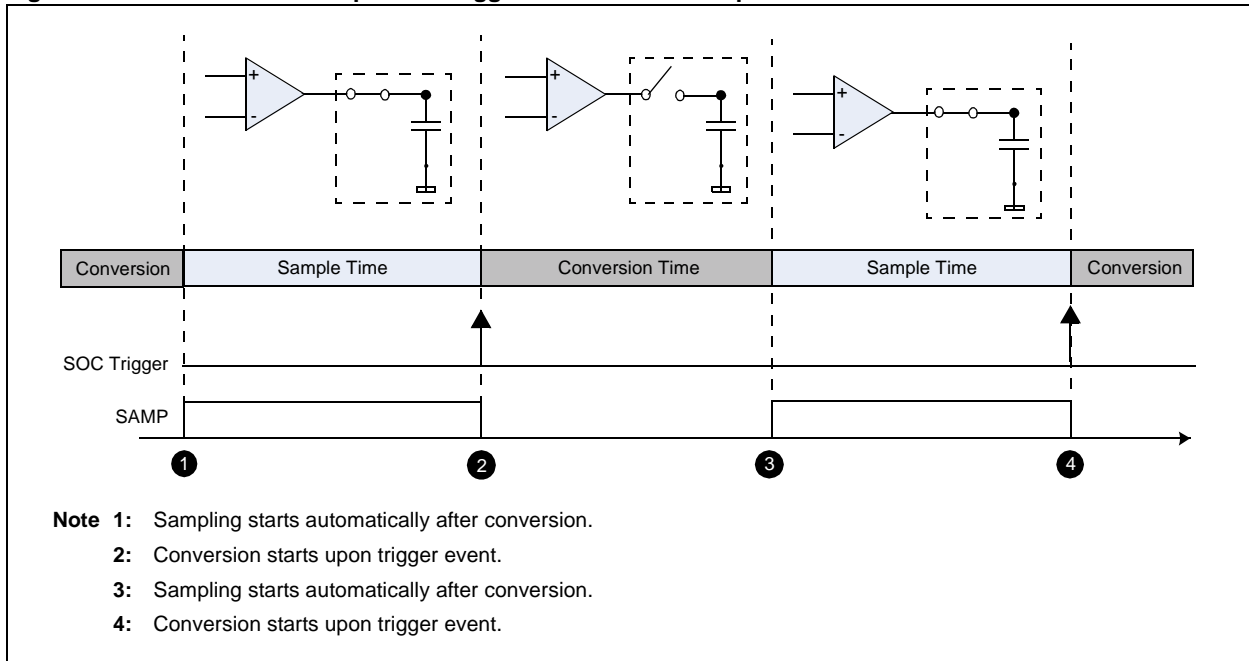 +
-
+
-
+
-
Conversion Sample Time Conversion Time Sample Time Conversion
SOC Trigger
SAMP
1 2 3 4
Note 1: Sampling starts automatically after conversion.
2: Conversion starts upon trigger event.
3: Sampling starts automatically after conversion.
4: Conversion starts upon trigger event.